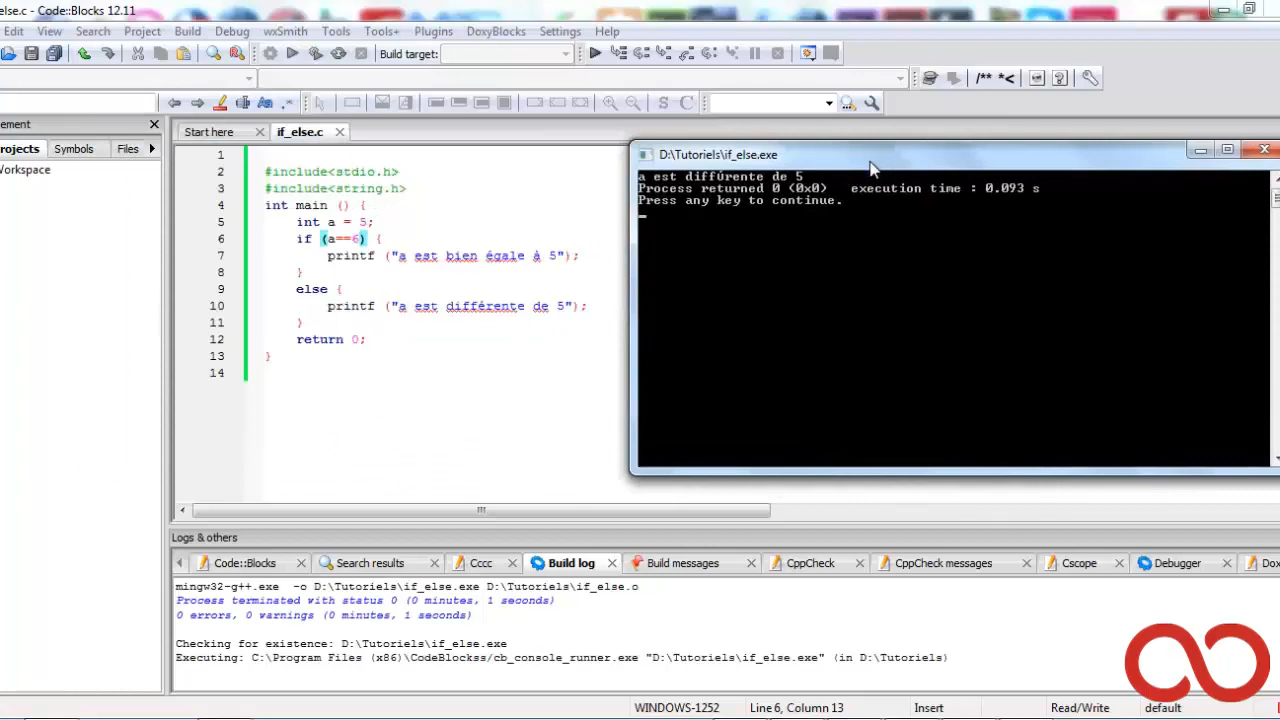 else.c - Code::Blocks 12.11
Edit View Search Project Build Debug wxSmith Tools Tools+ Plugins DoxyBlocks Settings Help
Build target:
/** *<
S C
ement
Start here if_else.c
rojects Symbols Files
Workspace
1
2 #include<stdio.h>
3 #include<string.h>
4 int main () {
5 int a = 5;
6 if (a==6) {
7 printf ("a est bien égale à 5");
8 }
9 else {
10 printf ("a est différente de 5");
11 }
12 return 0;
13 }
14
D:\Tutoriels\if_else.exe
a est diffúrente de 5
Process returned 0 (0x0) execution time : 0.093 s
Press any key to continue.
Logs & others
Code::Blocks Search results Cccc Build log Build messages CppCheck CppCheck messages Cscope Debugger Dox
mingw32-g++.exe -o D:\Tutoriels\if_else.exe D:\Tutoriels\if_else.o
Process terminated with status 0 (0 minutes, 1 seconds)
0 errors, 0 warnings (0 minutes, 1 seconds)
Checking for existence: D:\Tutoriels\if_else.exe
Executing: C:\Program Files (x86)\CodeBlockss/cb_console_runner.exe "D:\Tutoriels\if_else.exe" (in D:\Tutoriels)
WINDOWS-1252 Line 6, Column 13 Insert Read/Write default